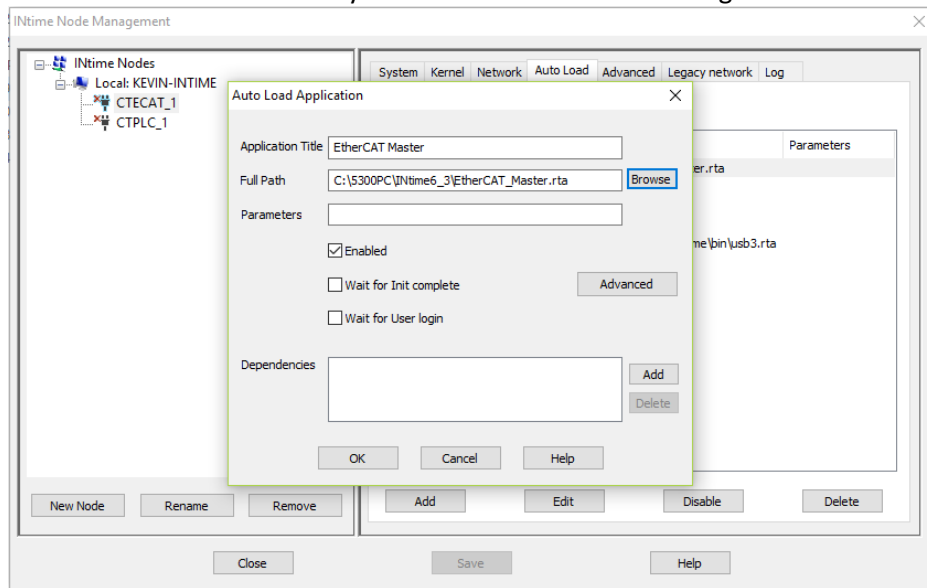 INtime Node Management
INtime Nodes
Local: KEVIN-INTIME
CTECAT_1
CTPLC_1
System Kernel Network Auto Load Advanced Legacy network Log
Parameters
er.rta
me\bin\usb3.rta
Auto Load Application
Application Title EtherCAT Master
Full Path C:\5300PC\INtime6_3\EtherCAT_Master.rta Browse
Parameters
Enabled
Wait for Init complete Advanced
Wait for User login
Dependencies
Add
Delete
OK Cancel Help
New Node Rename Remove Add Edit Disable Delete
Close Save Help